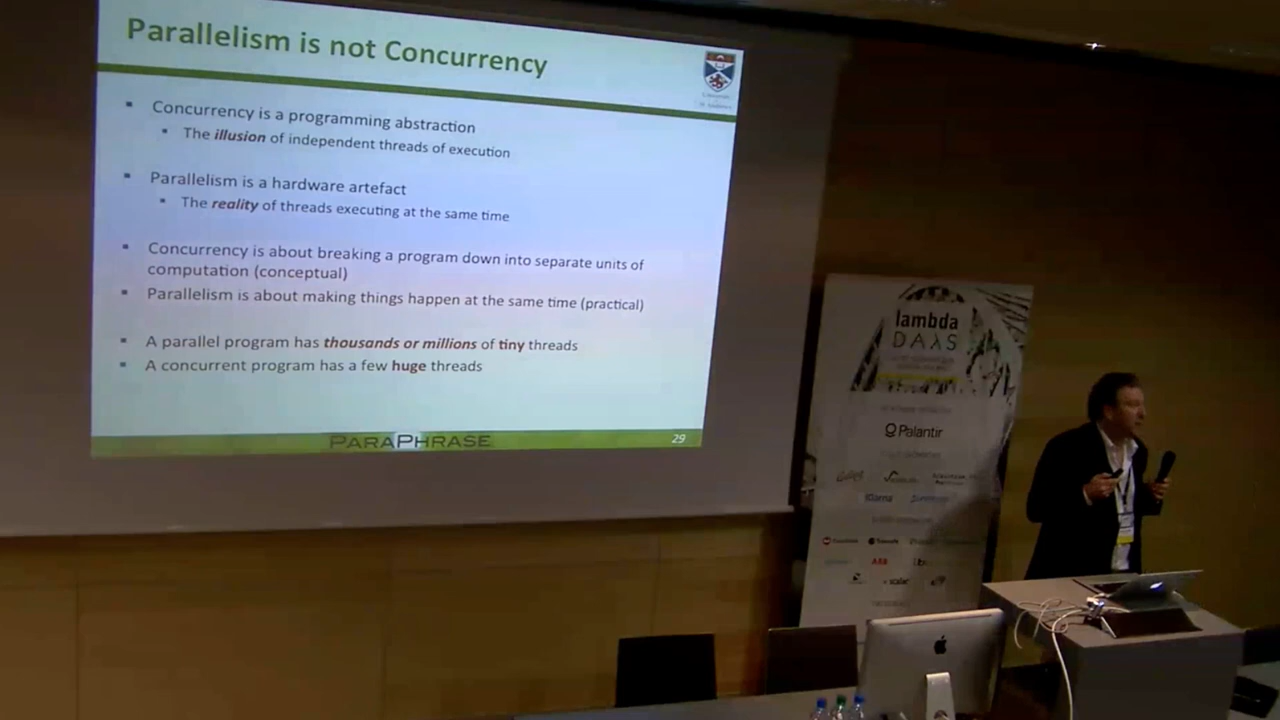 Parallelism is not Concurrency
Concurrency is a programming abstraction
The illusion of independent threads of execution
Parallelism is a hardware artefact
The reality of threads executing at the same time
Concurrency is about breaking a program down into separate units of
computation (conceptual)
Parallelism is about making things happen at the same time (practical)
A parallel program has thousands or millions of tiny threads
A concurrent program has a few huge threads
PARAPHRASE
29
lambda
DAλS
Palantir
Klarna
ABB
scalac